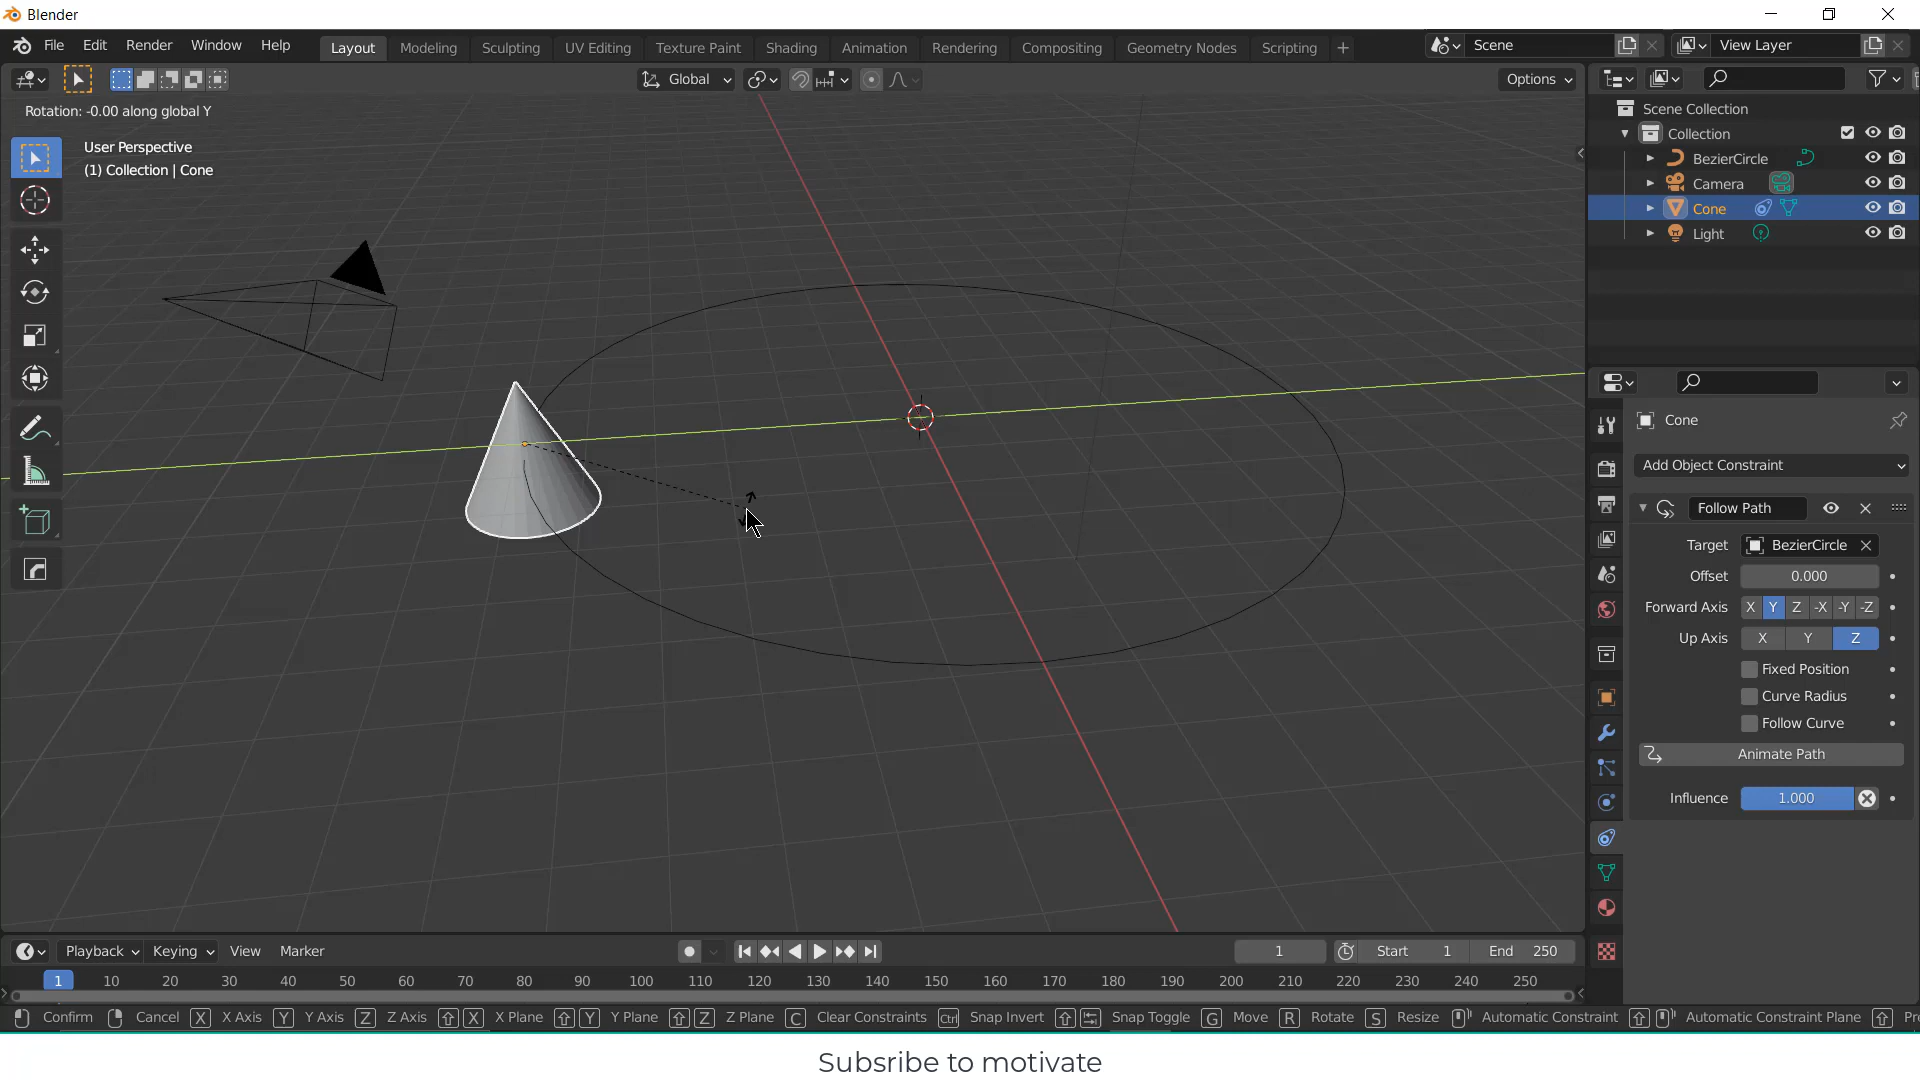 Blender
File Edit Render Window Help Layout Modeling Sculpting UV Editing Texture Paint Shading Animation Rendering Compositing Geometry Nodes Scripting + Scene View Layer
Global Options
Rotation: -0.00 along global Y
User Perspective
(1) Collection | Cone
Scene Collection
Collection
BezierCircle
Camera
Cone
Light
Cone
Add Object Constraint
Follow Path
Target BezierCircle
Offset 0.000
Forward Axis X Y Z -X -Y -Z
Up Axis X Y Z
Fixed Position
Curve Radius
Follow Curve
Animate Path
Influence 1.000
Playback Keying View Marker 1 Start 1 End 250
1 10 20 30 40 50 60 70 80 90 100 110 120 130 140 150 160 170 180 190 200 210 220 230 240 250
Confirm Cancel X X Axis Y Y Axis Z Z Axis X X Plane Y Y Plane Z Z Plane C Clear Constraints Ctrl Snap Invert Snap Toggle G Move R Rotate S Resize Automatic Constraint Automatic Constraint Plane
Subsribe to motivate